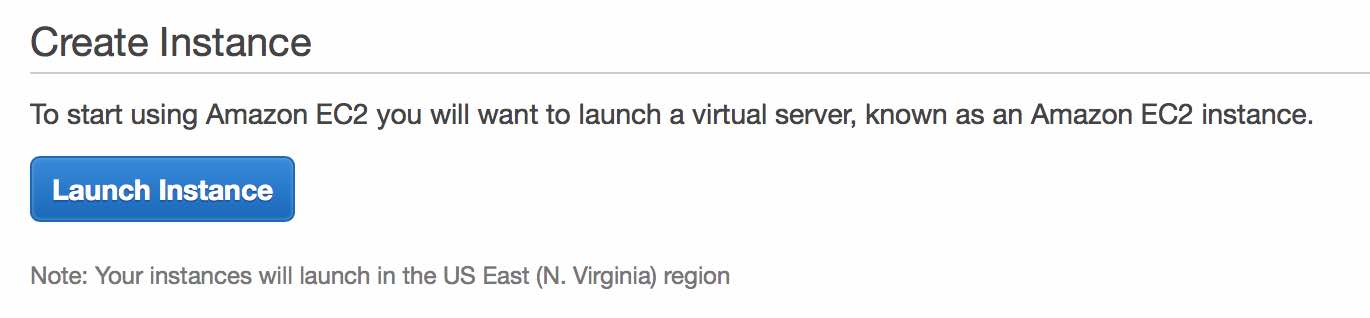 Create Instance
To start using Amazon EC2 you will want to launch a virtual server, known as an Amazon EC2 instance.
Launch Instance
Note: Your instances will launch in the US East (N. Virginia) region